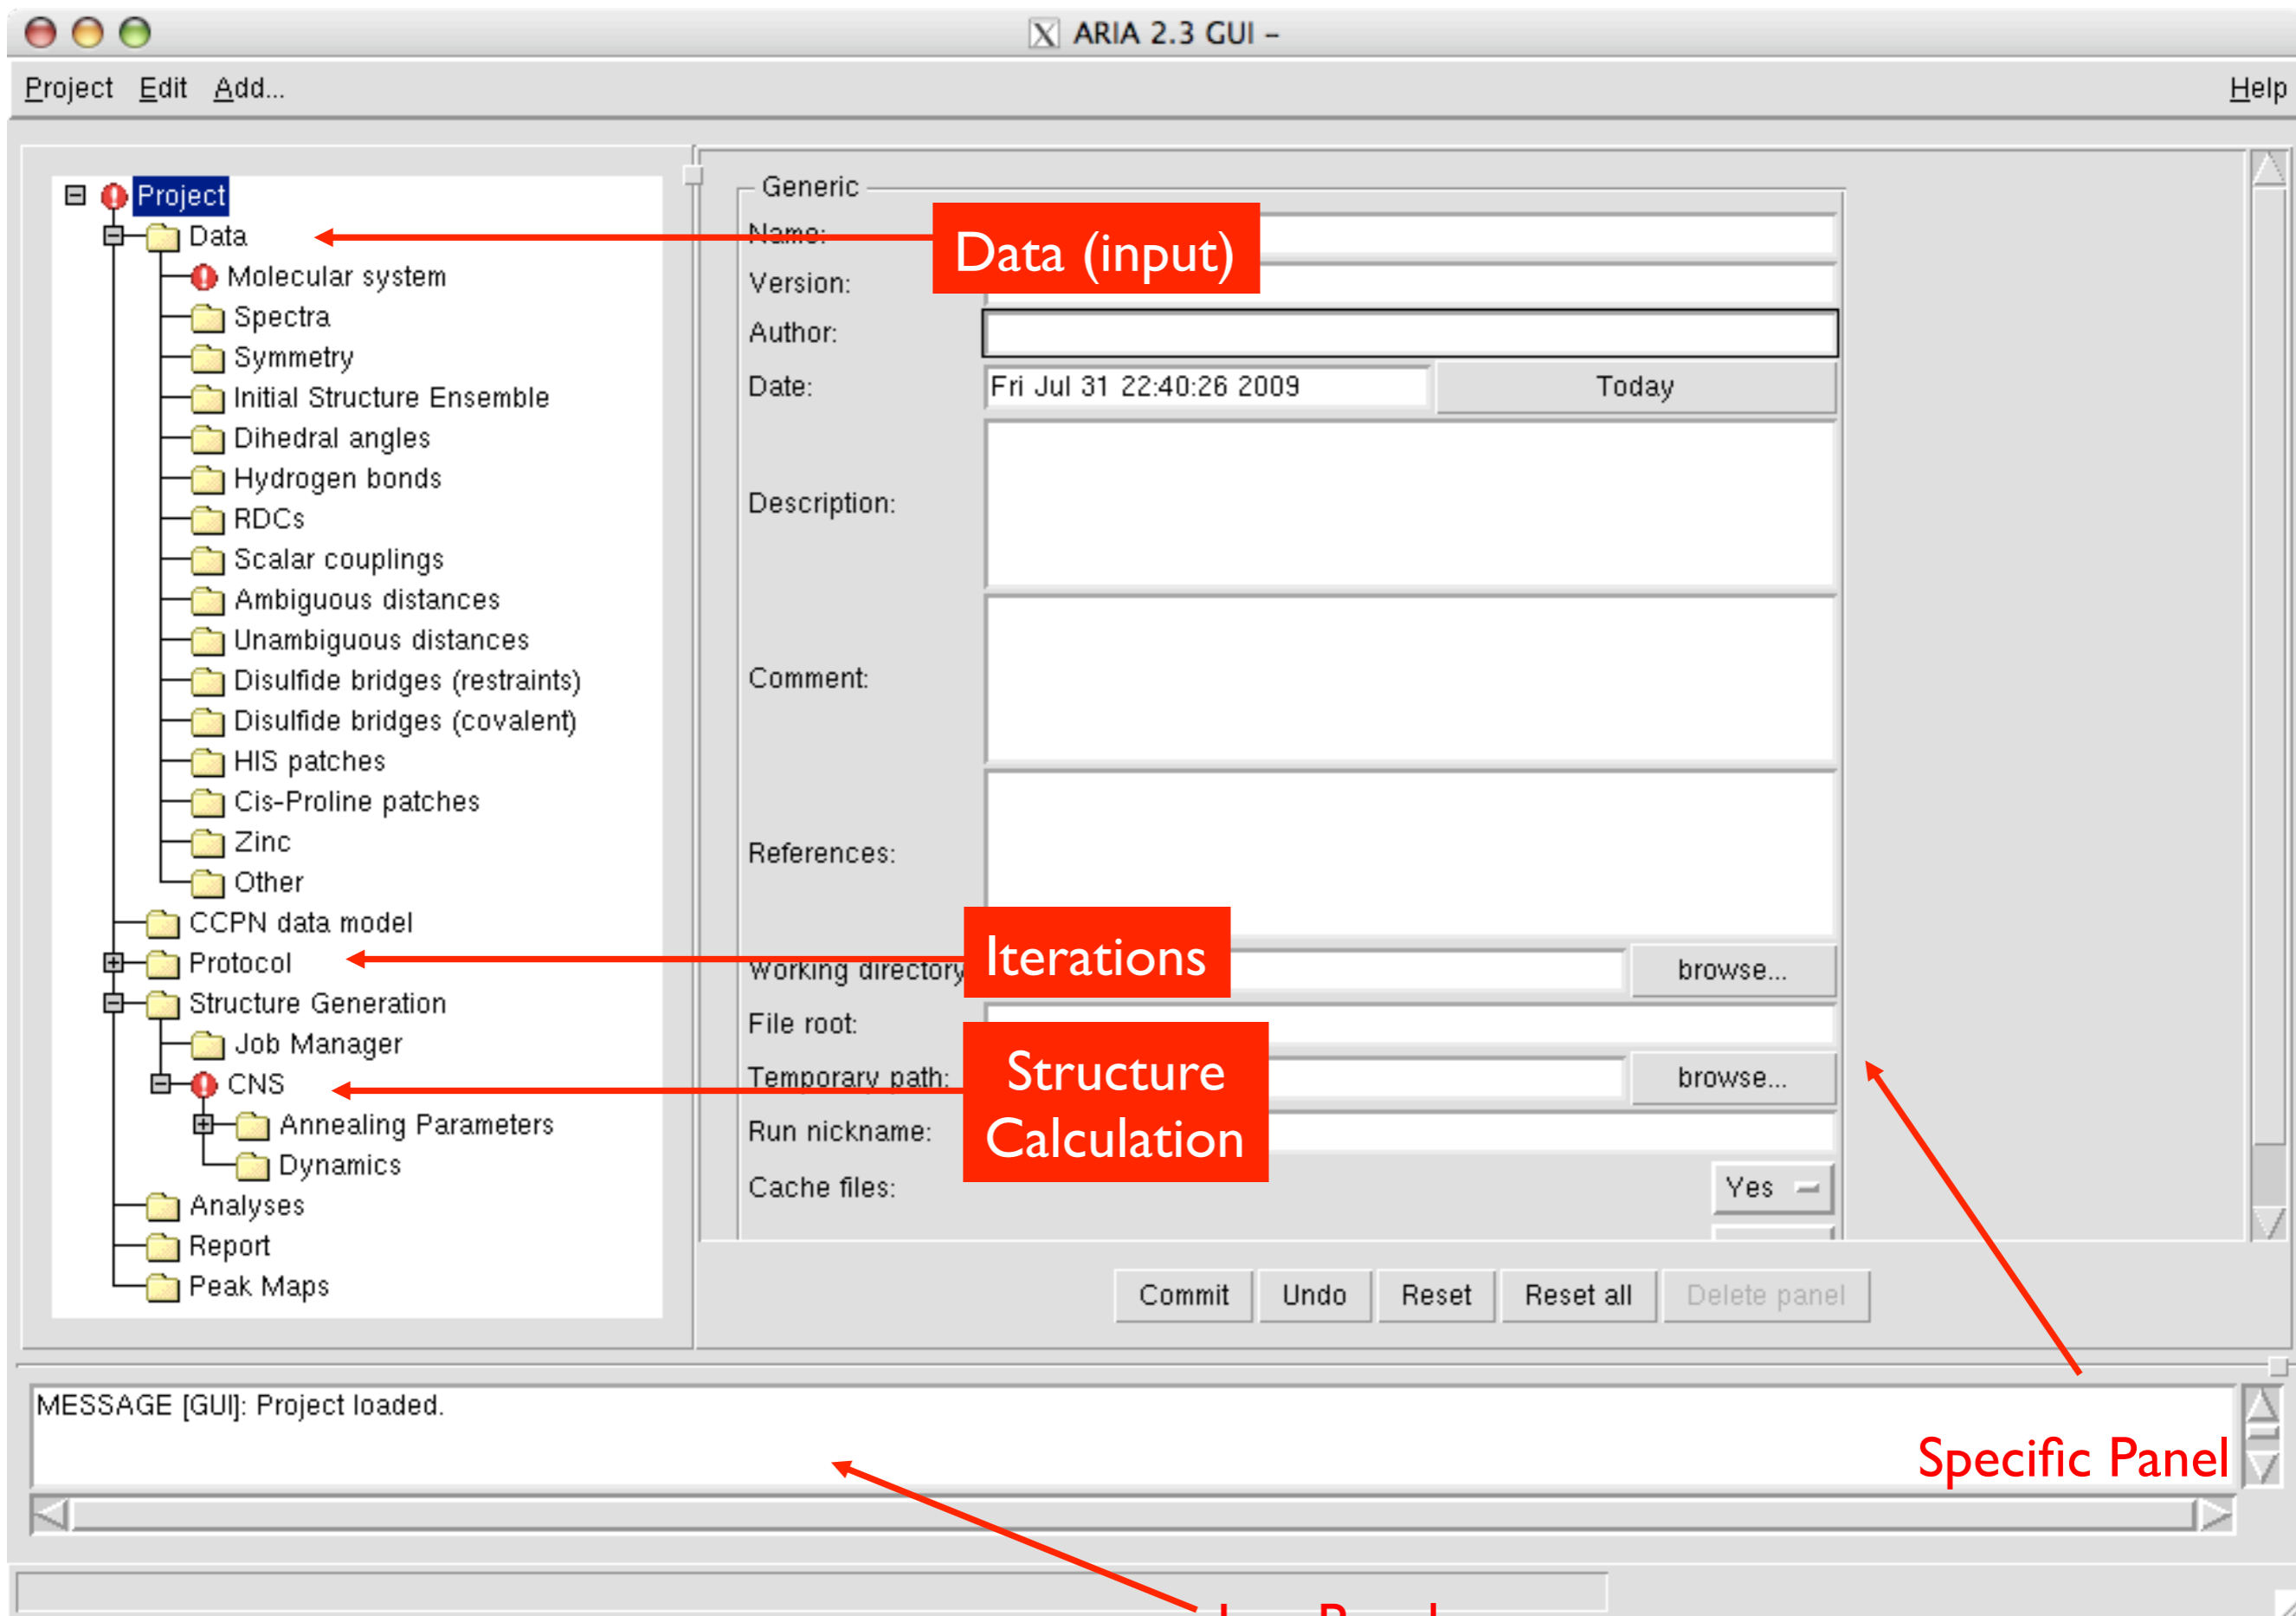 ARIA 2.3 GUI –
Project Edit Add... Help
Project
Data
Molecular system
Spectra
Symmetry
Initial Structure Ensemble
Dihedral angles
Hydrogen bonds
RDCs
Scalar couplings
Ambiguous distances
Unambiguous distances
Disulfide bridges (restraints)
Disulfide bridges (covalent)
HIS patches
Cis-Proline patches
Zinc
Other
CCPN data model
Protocol
Structure Generation
Job Manager
CNS
Annealing Parameters
Dynamics
Analyses
Report
Peak Maps
Generic
Name:
Data (input)
Version:
Author:
Date: Fri Jul 31 22:40:26 2009 Today
Description:
Comment:
References:
Iterations
Working directory browse...
File root:
Structure
Calculation
Temporary path: browse...
Run nickname:
Cache files: Yes
Commit Undo Reset Reset all Delete panel
MESSAGE [GUI]: Project loaded.
Specific Panel